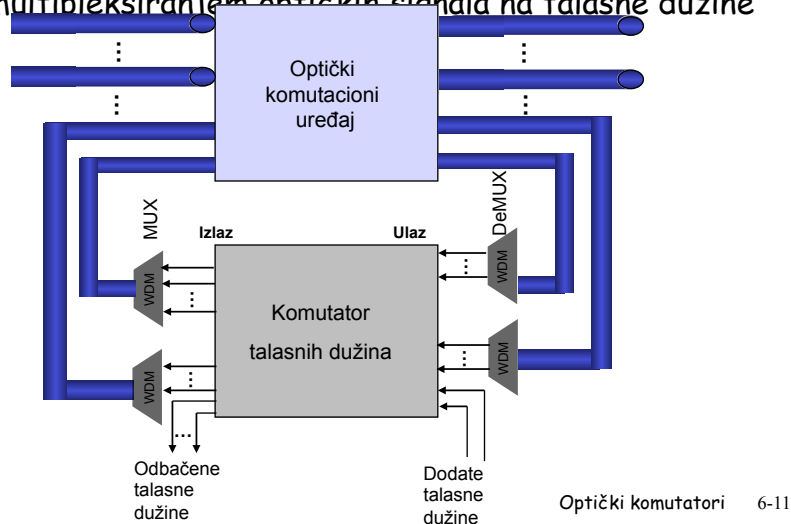 multipleksiranjem optičkih signala na talasne dužine
Optički
komutacioni
uređaj
MUX
Izlaz
Ulaz
DeMUX
WDM
WDM
Komutator
talasnih dužina
WDM
WDM
Odbačene
talasne
dužine
Dodate
talasne
dužine
Optički komutatori 6-11